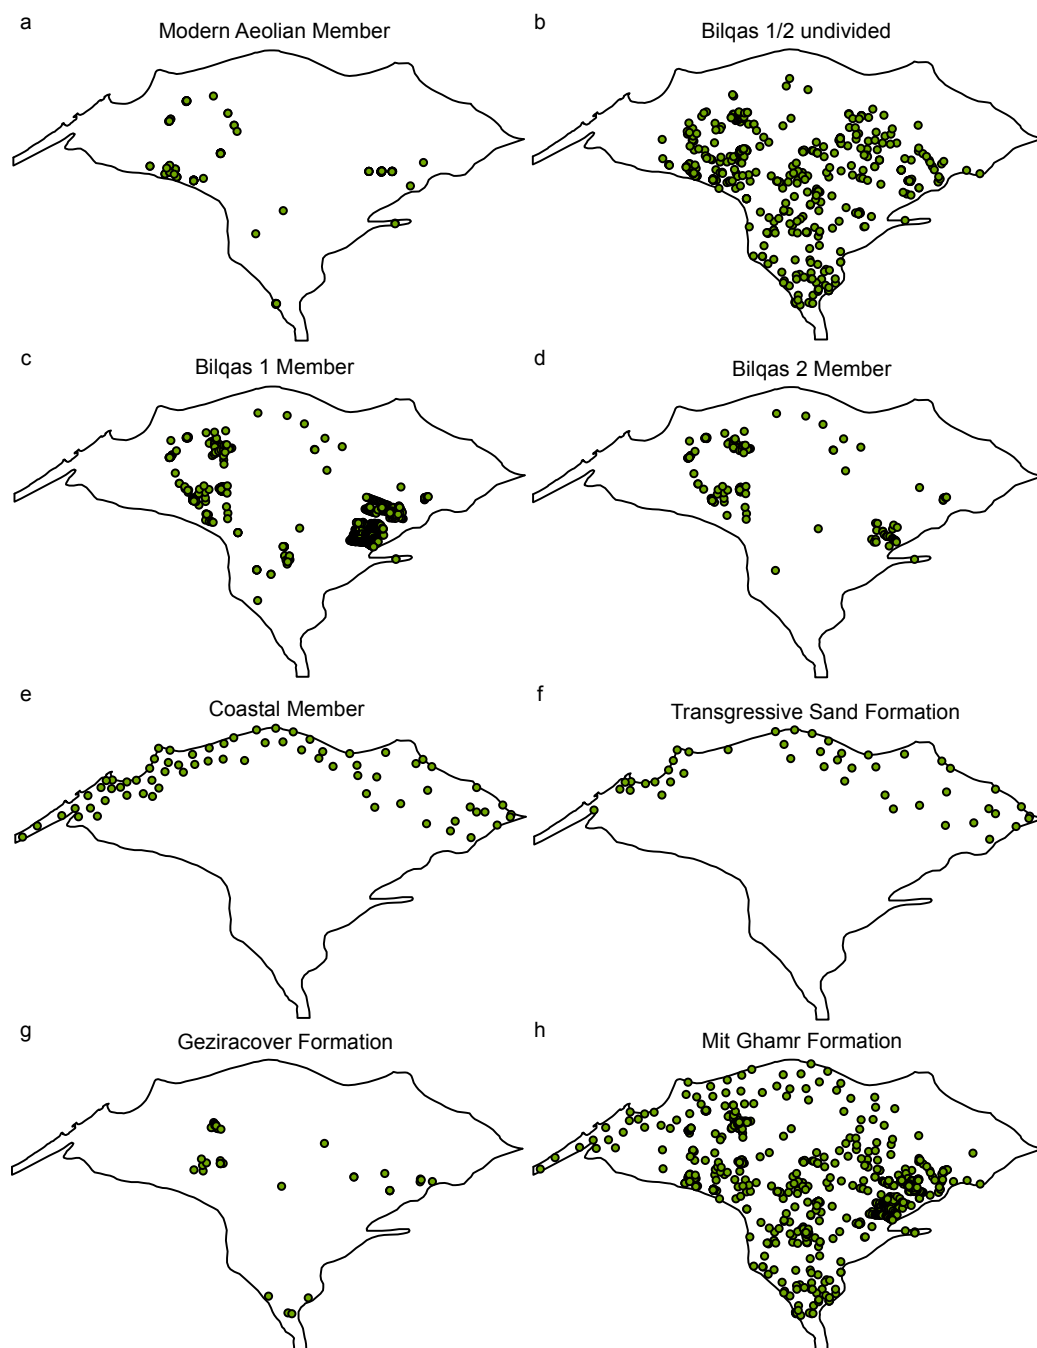 a
Modern Aeolian Member
b
Bilqas 1/2 undivided
c
Bilqas 1 Member
d
Bilqas 2 Member
e
Coastal Member
f
Transgressive Sand Formation
g
Geziracover Formation
h
Mit Ghamr Formation